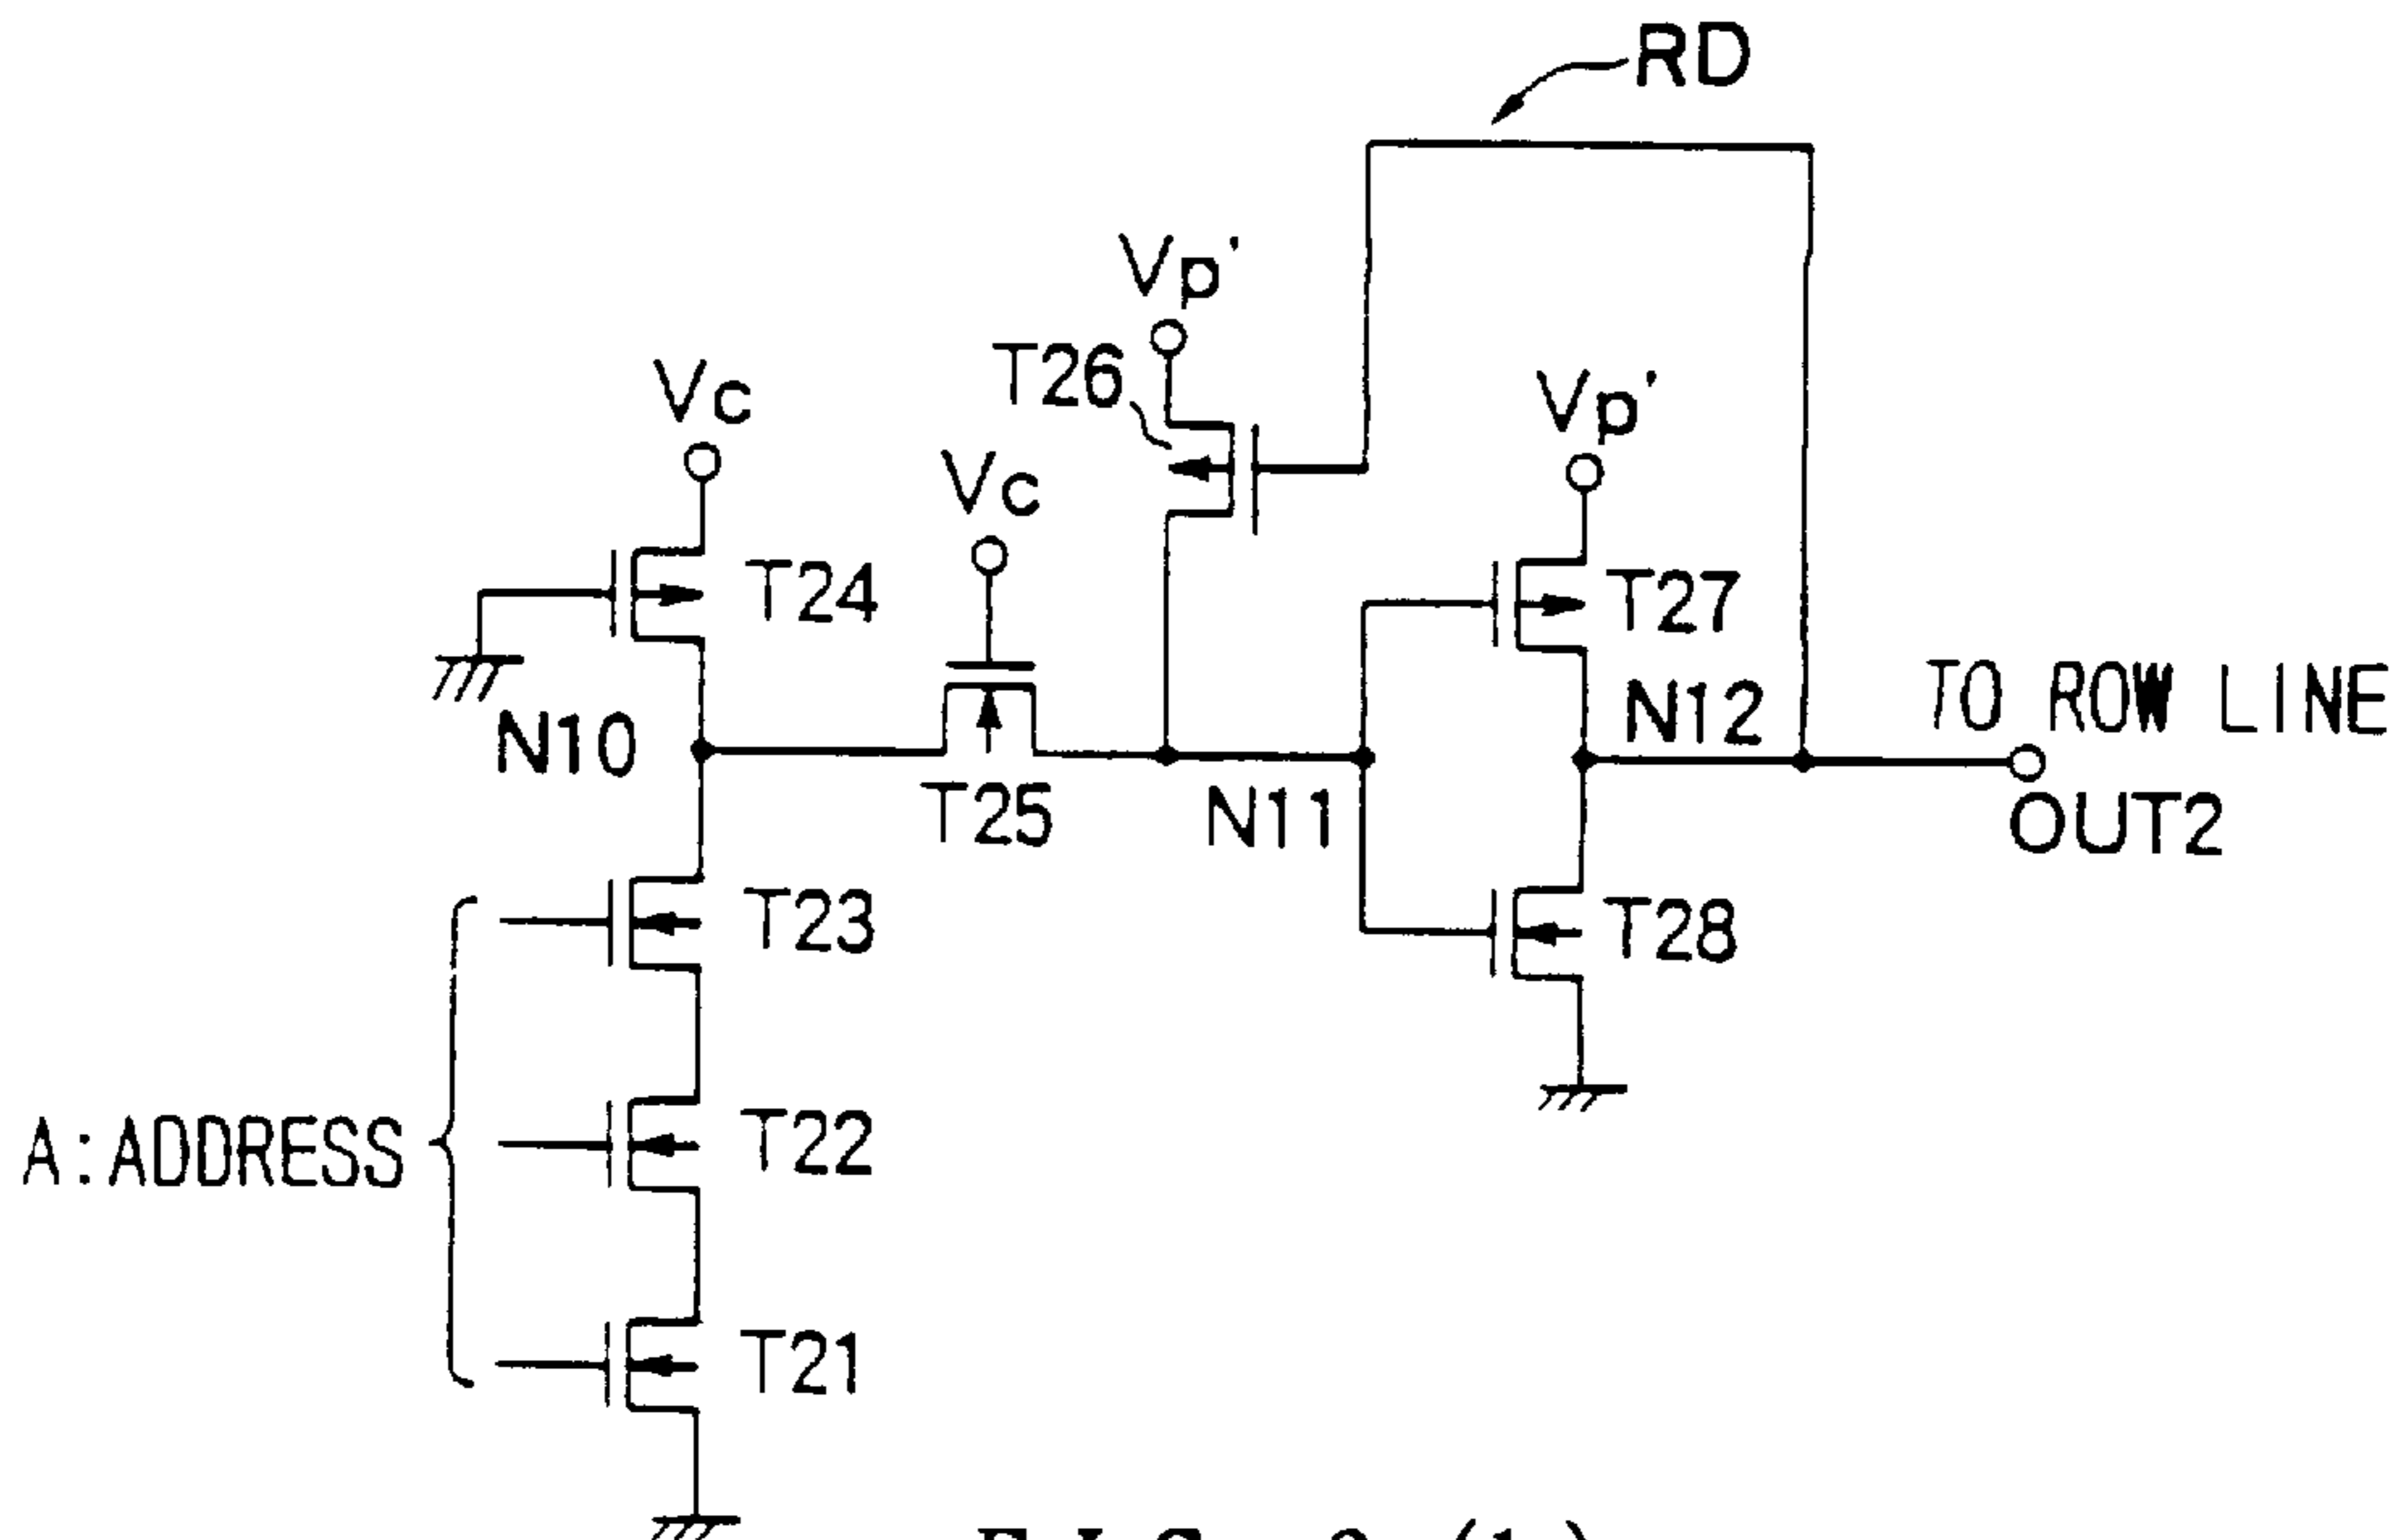 RD
Vp'
T26
Vc
Vp'
Vc
T24
T27
N10
T25
N11
N12
TO ROW LINE
OUT2
T23
T28
A:ADDRESS
T22
T21